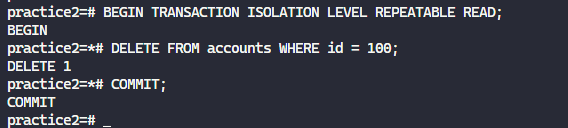 practice2=# BEGIN TRANSACTION ISOLATION LEVEL REPEATABLE READ;
BEGIN
practice2=*# DELETE FROM accounts WHERE id = 100;
DELETE 1
practice2=*# COMMIT;
COMMIT
practice2=# _